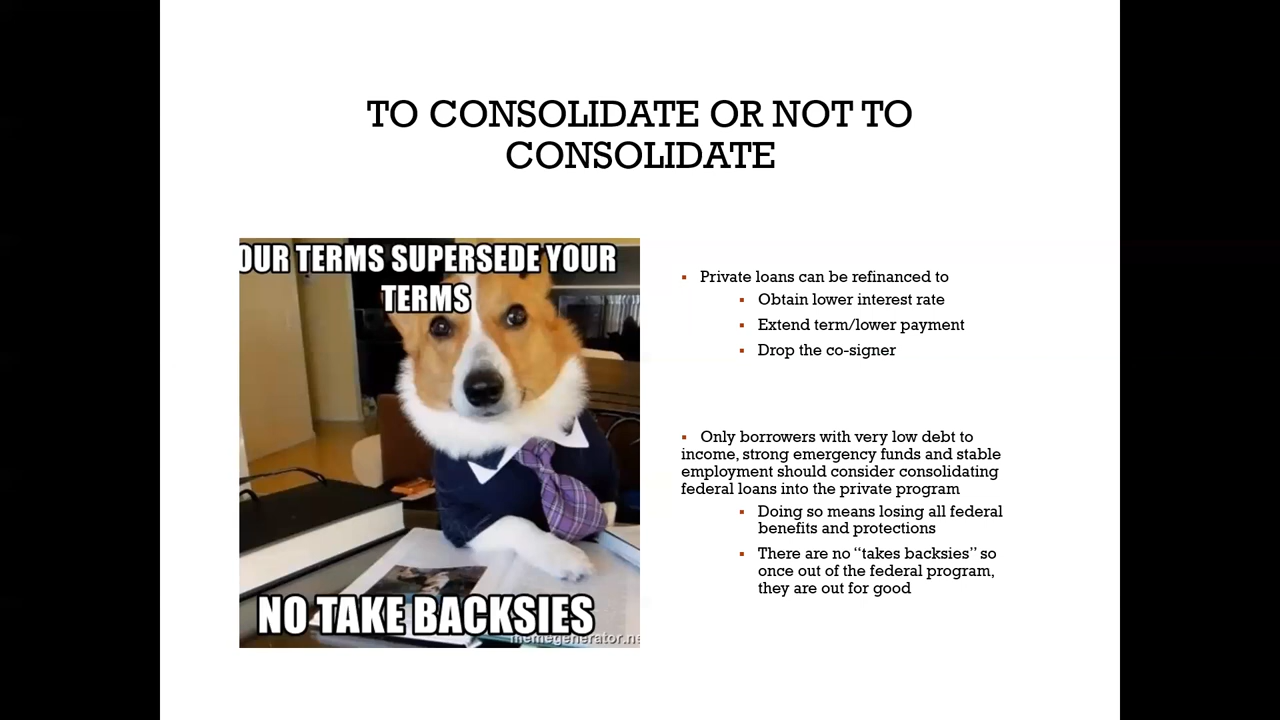 TO CONSOLIDATE OR NOT TO
CONSOLIDATE
OUR TERMS SUPERSEDE YOUR
TERMS
NO TAKE BACKSIES
memegenerator.ne
▪ Private loans can be refinanced to
▪ Obtain lower interest rate
▪ Extend term/lower payment
▪ Drop the co-signer
▪ Only borrowers with very low debt to
income, strong emergency funds and stable
employment should consider consolidating
federal loans into the private program
▪ Doing so means losing all federal
benefits and protections
▪ There are no “takes backsies” so
once out of the federal program,
they are out for good